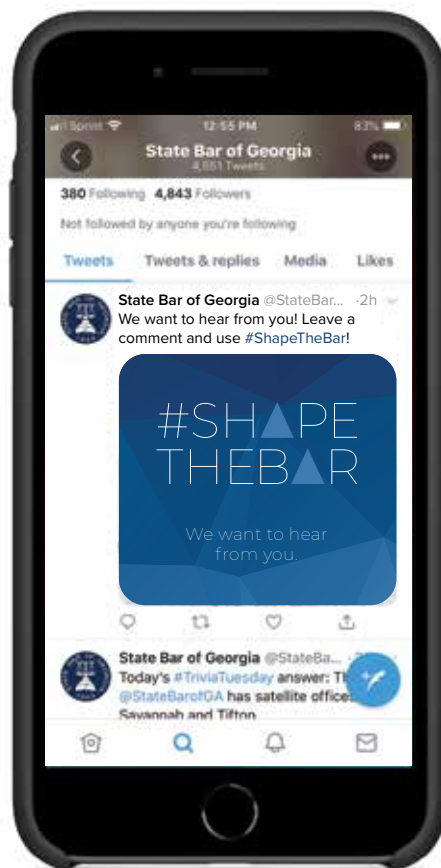 Sprint 12:55 PM 83%
State Bar of Georgia
4,551 Tweets
380 Following 4,843 Followers
Not followed by anyone you're following
Tweets Tweets & replies Media Likes
State Bar of Georgia @StateBar... ·2h
We want to hear from you! Leave a
comment and use #ShapeTheBar!
#SHAPE
THEBAR
We want to hear
from you.
State Bar of Georgia @StateBa...
Today's #TriviaTuesday answer: Th
@StateBarofGA has satellite office
Savannah and Tifton